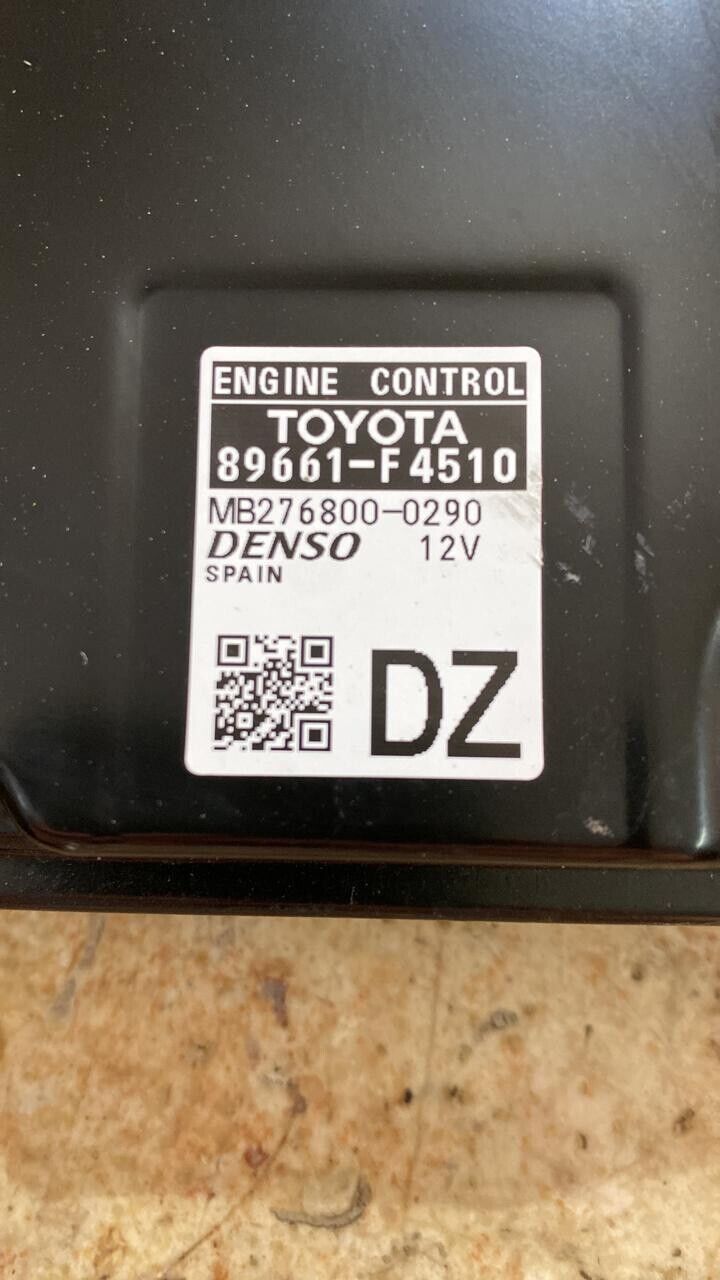 ENGINE CONTROL
TOYOTA
89661-F4510
MB276800-0290
DENSO 12V
SPAIN
DZ